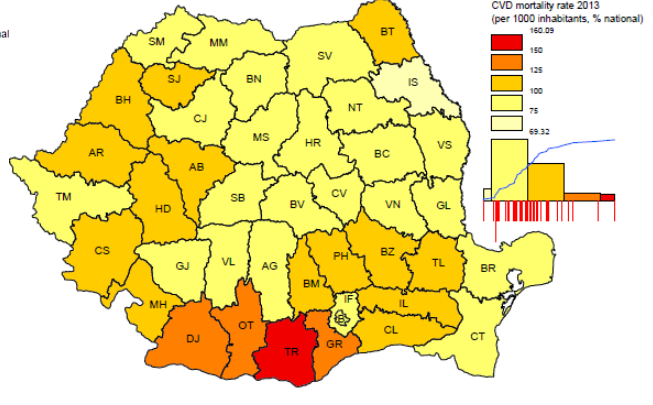 CVD mortality rate 2013
(per 1000 inhabitants, % national)
nal
160.09
150
125
100
75
69.32
BT
SM
MM
SV
SJ
BN
IS
BH
NT
CJ
MS
HR
VS
BC
AR
AB
TM
SB
BV
CV
VN
GL
HD
CS
GJ
VL
AG
PH
BZ
TL
BR
BM
MH
IF
IL
B
OT
DJ
TR
GR
CL
CT